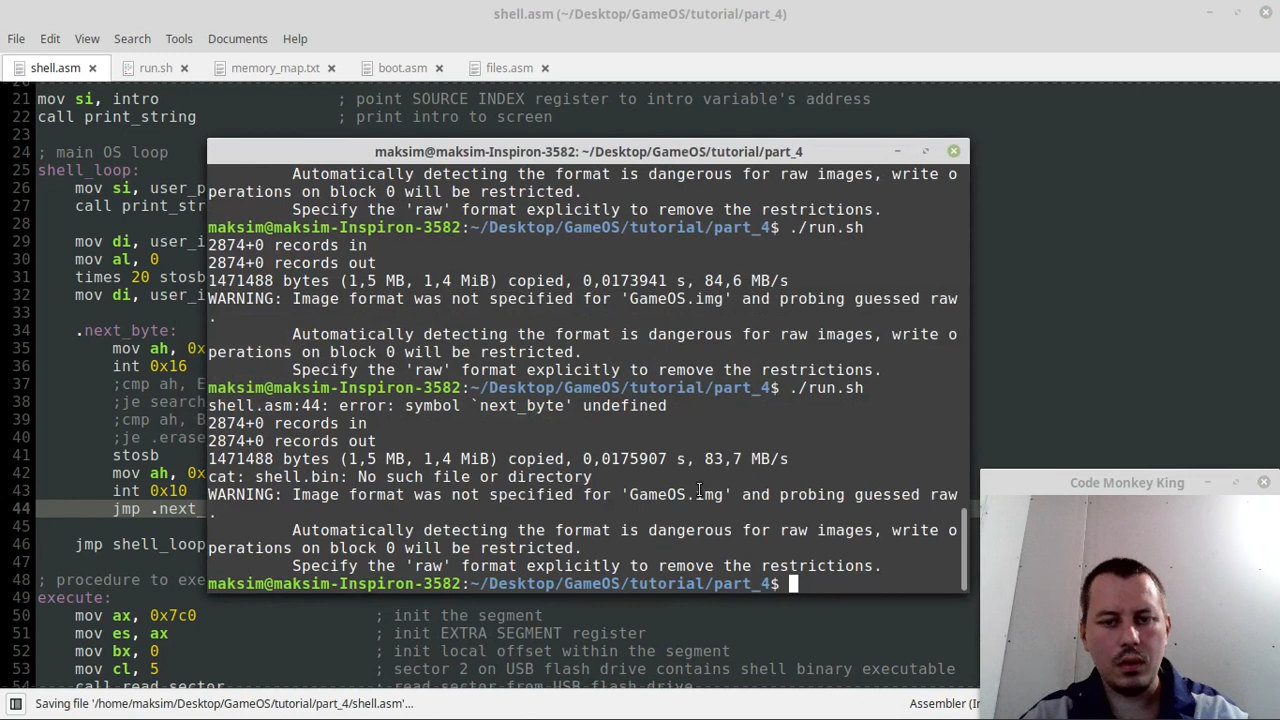 shell.asm (~/Desktop/GameOS/tutorial/part_4)
File Edit View Search Tools Documents Help
shell.asm run.sh memory_map.txt boot.asm files.asm
21 mov si, intro ; point SOURCE INDEX register to intro variable's address
22 call print_string ; print intro to screen
23
24 ; main OS loop
25 shell_loop:
26 mov si, user_p
27 call print_str
28
29 mov di, user_i
30 mov al, 0
31 times 20 stosb
32 mov di, user_i
33
34 .next_byte:
35 mov ah, 0x
36 int 0x16
37 ;cmp ah, E
38 ;je search
39 ;cmp ah, B
40 ;je .erase
41 stosb
42 mov ah, 0x
43 int 0x10
44 jmp .next_
45
46 jmp shell_loop
47
48 ; procedure to exe
49 execute:
50 mov ax, 0x7c0 ; init the segment
51 mov es, ax ; init EXTRA SEGMENT register
52 mov bx, 0 ; init local offset within the segment
53 mov cl, 5 ; sector 2 on USB flash drive contains shell binary executable
54 call read_sector ; read sector from USB flash drive
maksim@maksim-Inspiron-3582: ~/Desktop/GameOS/tutorial/part_4
Automatically detecting the format is dangerous for raw images, write o
perations on block 0 will be restricted.
Specify the 'raw' format explicitly to remove the restrictions.
maksim@maksim-Inspiron-3582:~/Desktop/GameOS/tutorial/part_4$ ./run.sh
2874+0 records in
2874+0 records out
1471488 bytes (1,5 MB, 1,4 MiB) copied, 0,0173941 s, 84,6 MB/s
WARNING: Image format was not specified for 'GameOS.img' and probing guessed raw
.
Automatically detecting the format is dangerous for raw images, write o
perations on block 0 will be restricted.
Specify the 'raw' format explicitly to remove the restrictions.
maksim@maksim-Inspiron-3582:~/Desktop/GameOS/tutorial/part_4$ ./run.sh
shell.asm:44: error: symbol `next_byte' undefined
2874+0 records in
2874+0 records out
1471488 bytes (1,5 MB, 1,4 MiB) copied, 0,0175907 s, 83,7 MB/s
cat: shell.bin: No such file or directory
WARNING: Image format was not specified for 'GameOS.img' and probing guessed raw
.
Automatically detecting the format is dangerous for raw images, write o
perations on block 0 will be restricted.
Specify the 'raw' format explicitly to remove the restrictions.
maksim@maksim-Inspiron-3582:~/Desktop/GameOS/tutorial/part_4$
Code Monkey King
Saving file '/home/maksim/Desktop/GameOS/tutorial/part_4/shell.asm'... Assembler (In